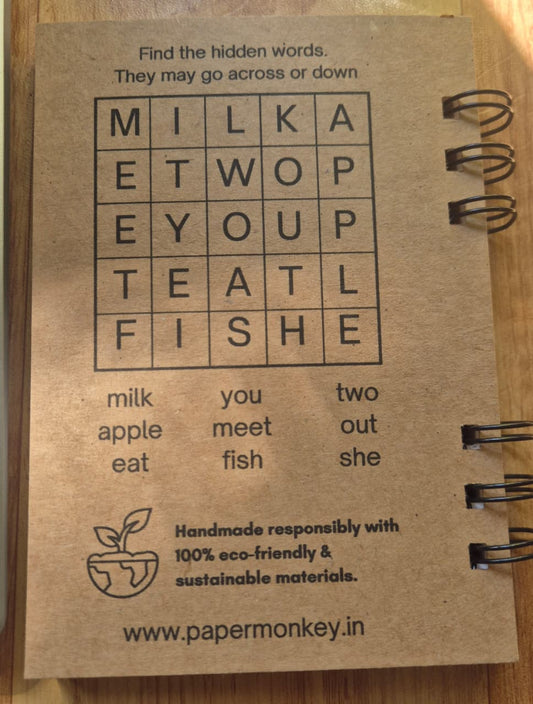 Find the hidden words.
They may go across or down
M I L K A
E T W O P
E Y O U P
T E A T L
F I S H E
milk you two
apple meet out
eat fish she
Handmade responsibly with
100% eco-friendly &
sustainable materials.
www.papermonkey.in